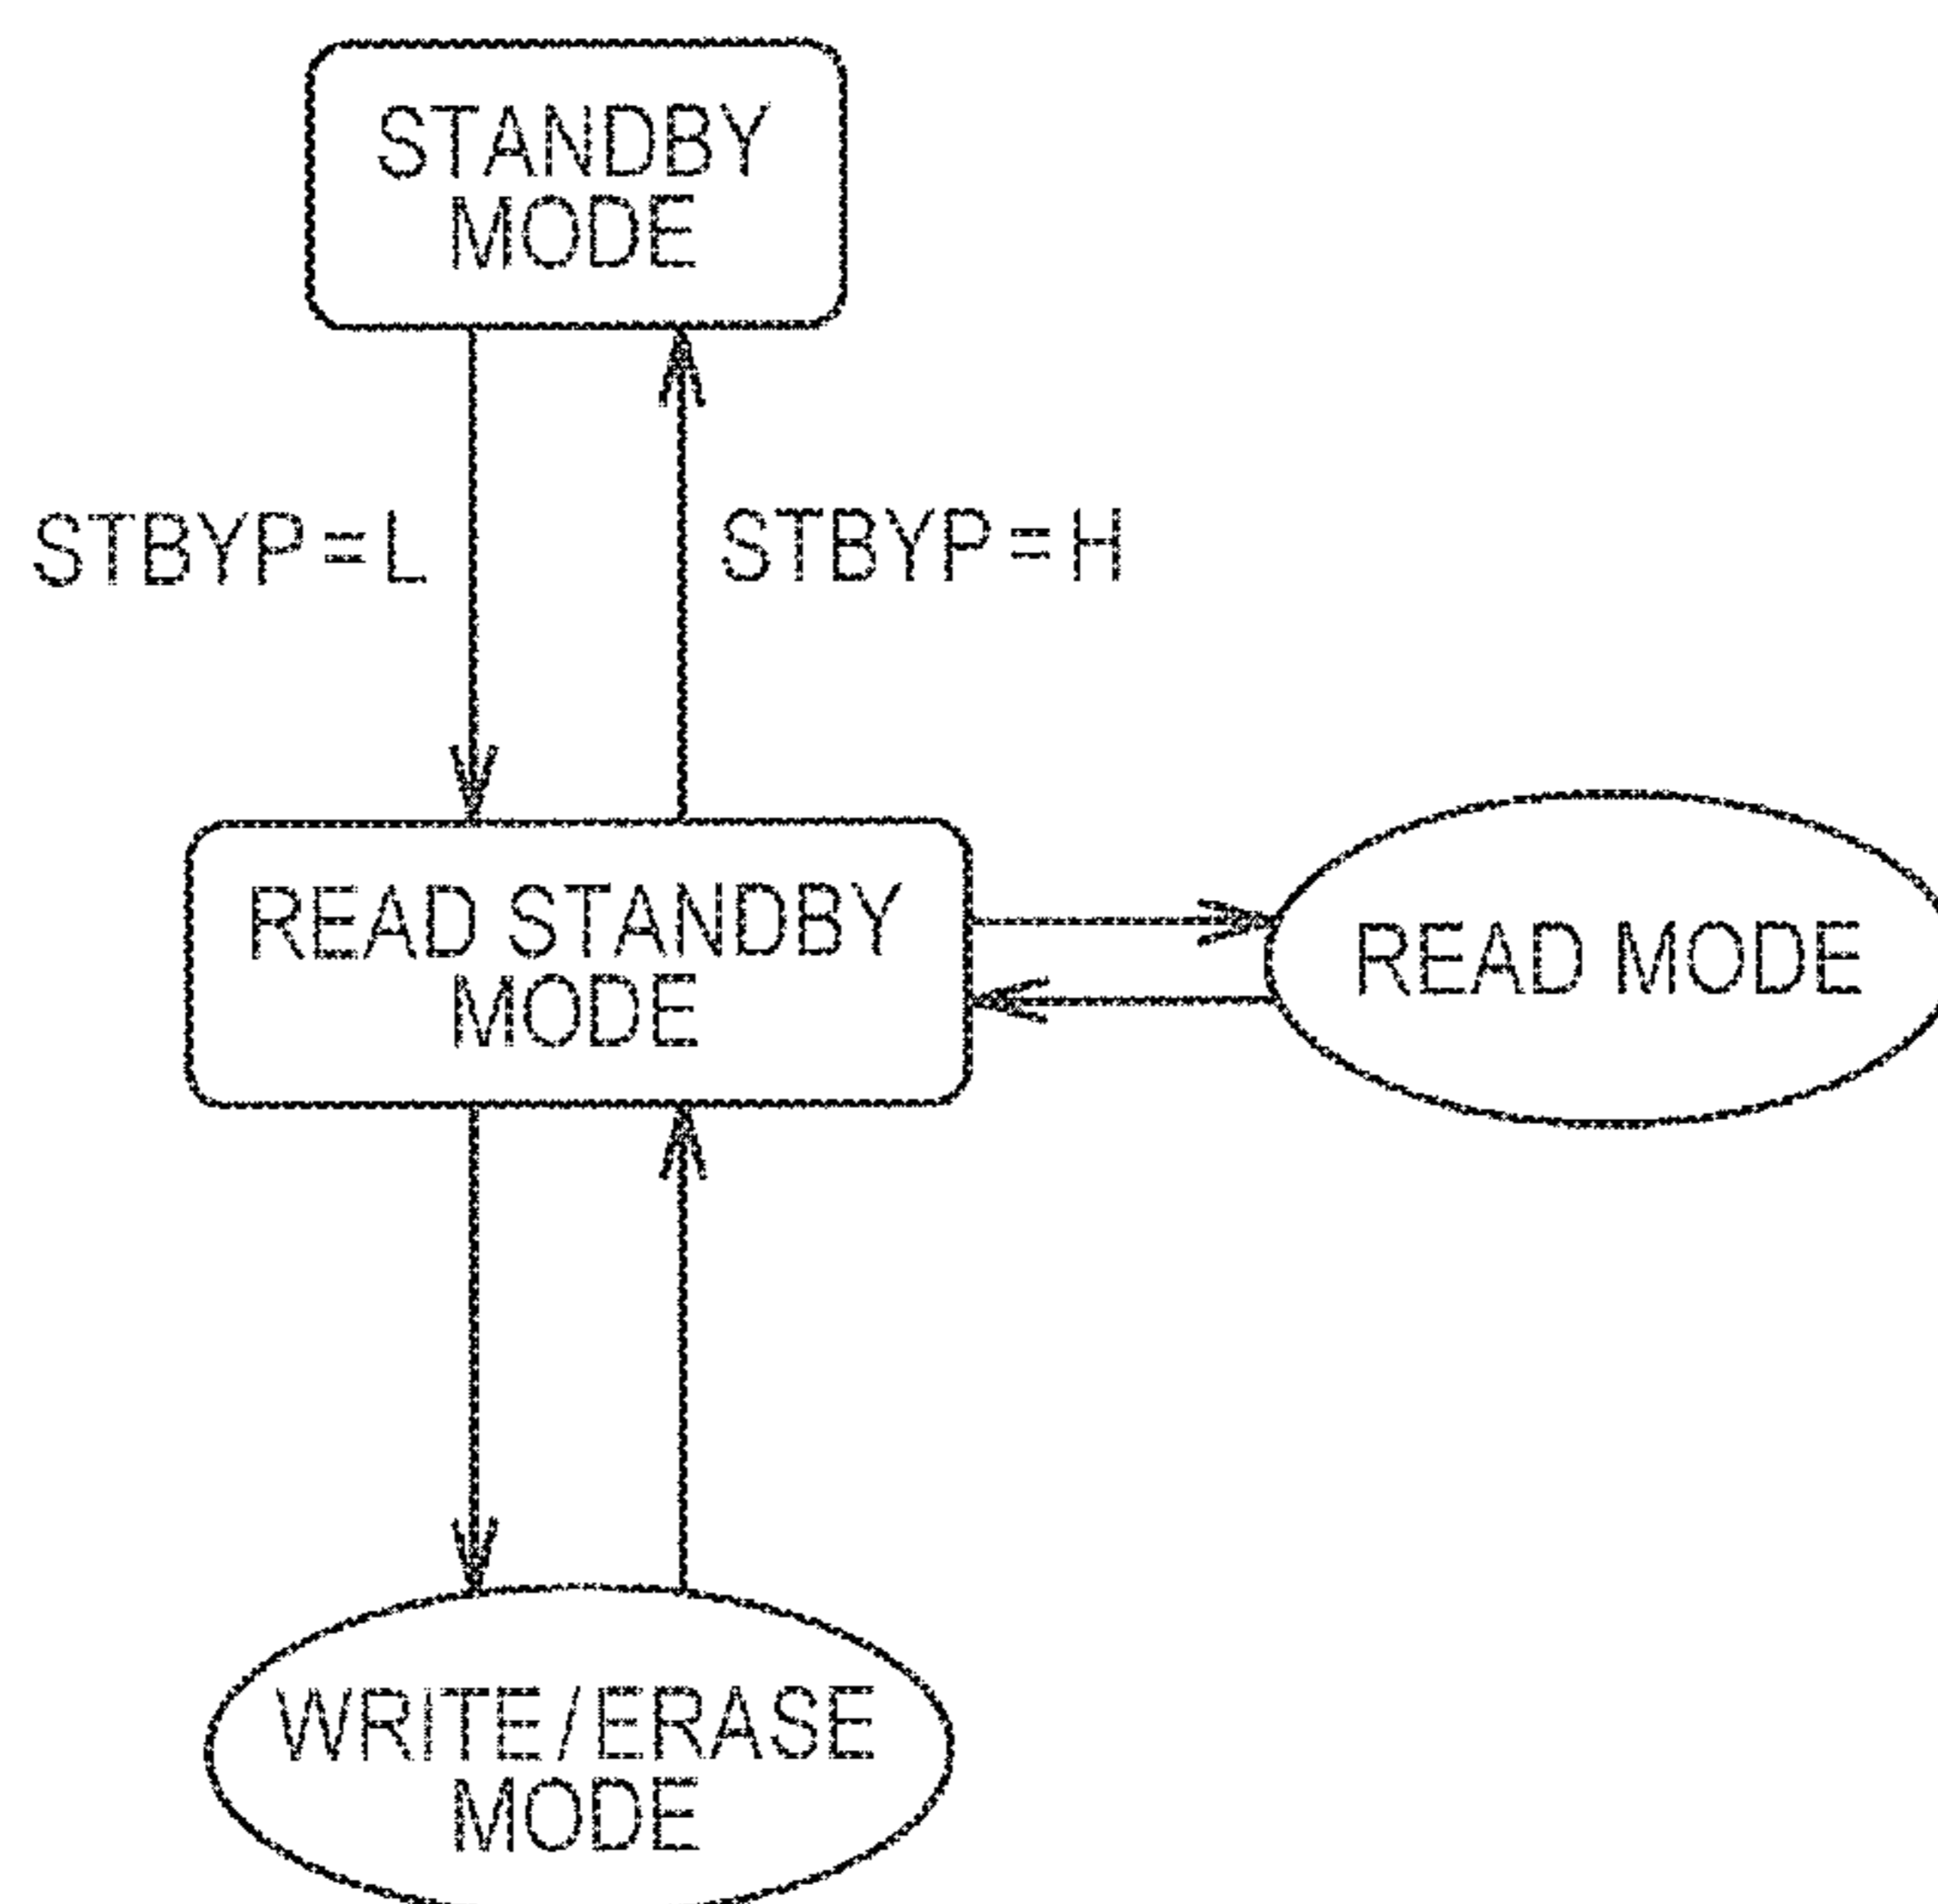 STANDBY
MODE
STBYP = L
STBYP = H
READ STANDBY
MODE
READ MODE
WRITE/ERASE
MODE